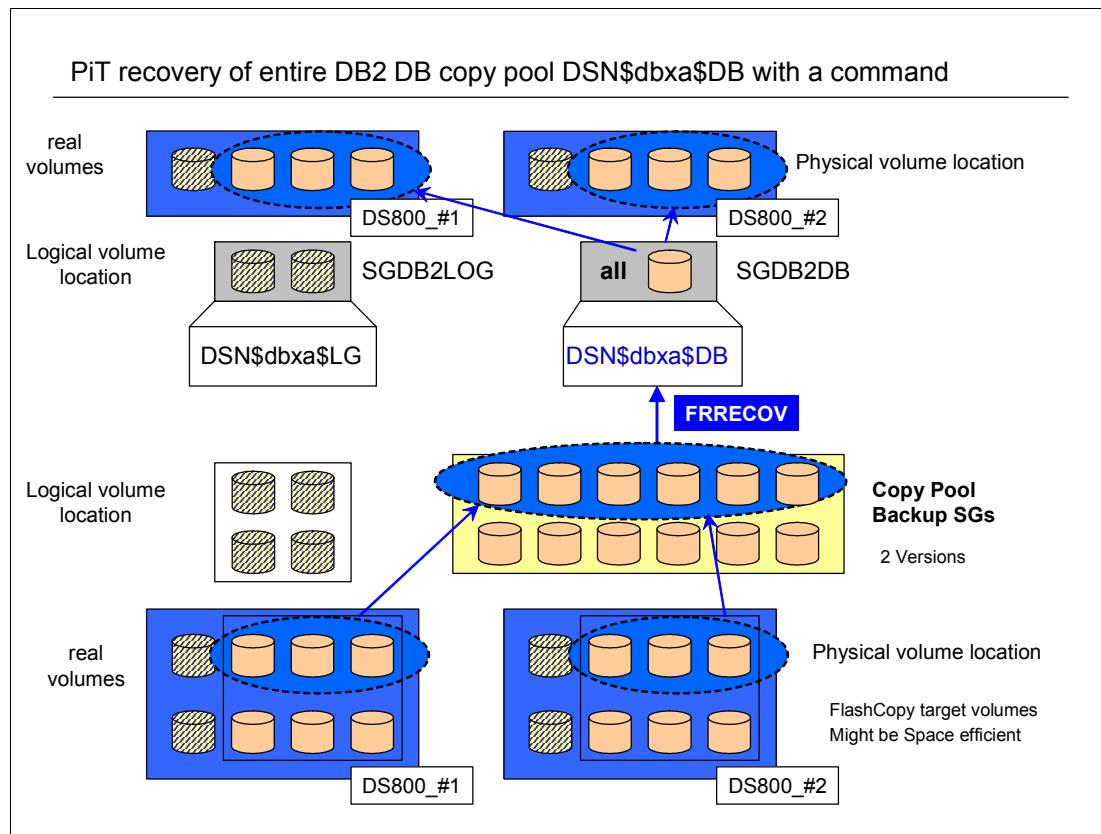 PiT recovery of entire DB2 DB copy pool DSN$dbxa$DB with a command
real
volumes
Physical volume location
DS800_#1
DS800_#2
Logical volume
location
SGDB2LOG
all
SGDB2DB
DSN$dbxa$LG
DSN$dbxa$DB
FRRECOV
Logical volume
location
Copy Pool
Backup SGs
2 Versions
real
volumes
Physical volume location
FlashCopy target volumes
Might be Space efficient
DS800_#1
DS800_#2